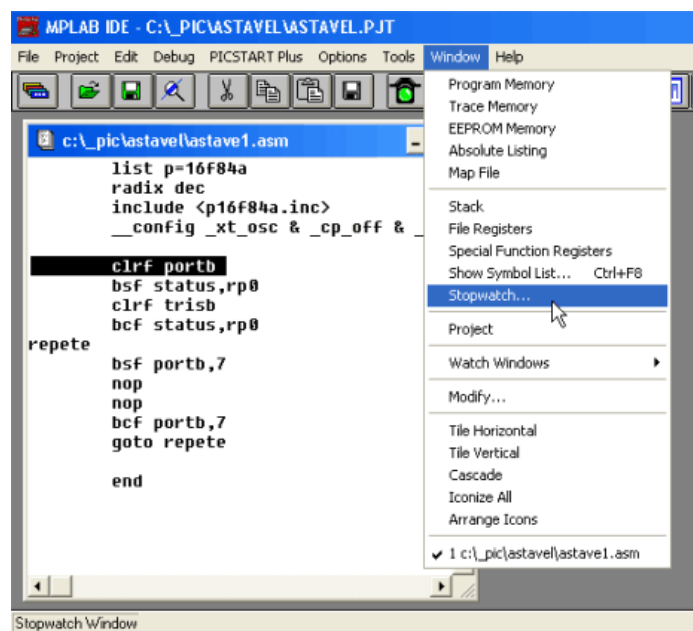 MPLAB IDE - C:\_PIC\ASTAVEL\ASTAVEL.PJT
File Project Edit Debug PICSTART Plus Options Tools Window Help
c:\_pic\astavel\astave1.asm
list p=16f84a
radix dec
include <p16f84a.inc>
__config _xt_osc & _cp_off & _
clrf portb
bsf status,rp0
clrf trisb
bcf status,rp0
repete
bsf portb,7
nop
nop
bcf portb,7
goto repete
end
Program Memory
Trace Memory
EEPROM Memory
Absolute Listing
Map File
Stack
File Registers
Special Function Registers
Show Symbol List... Ctrl+F8
Stopwatch...
Project
Watch Windows
Modify...
Tile Horizontal
Tile Vertical
Cascade
Iconize All
Arrange Icons
1 c:\_pic\astavel\astave1.asm
Stopwatch Window